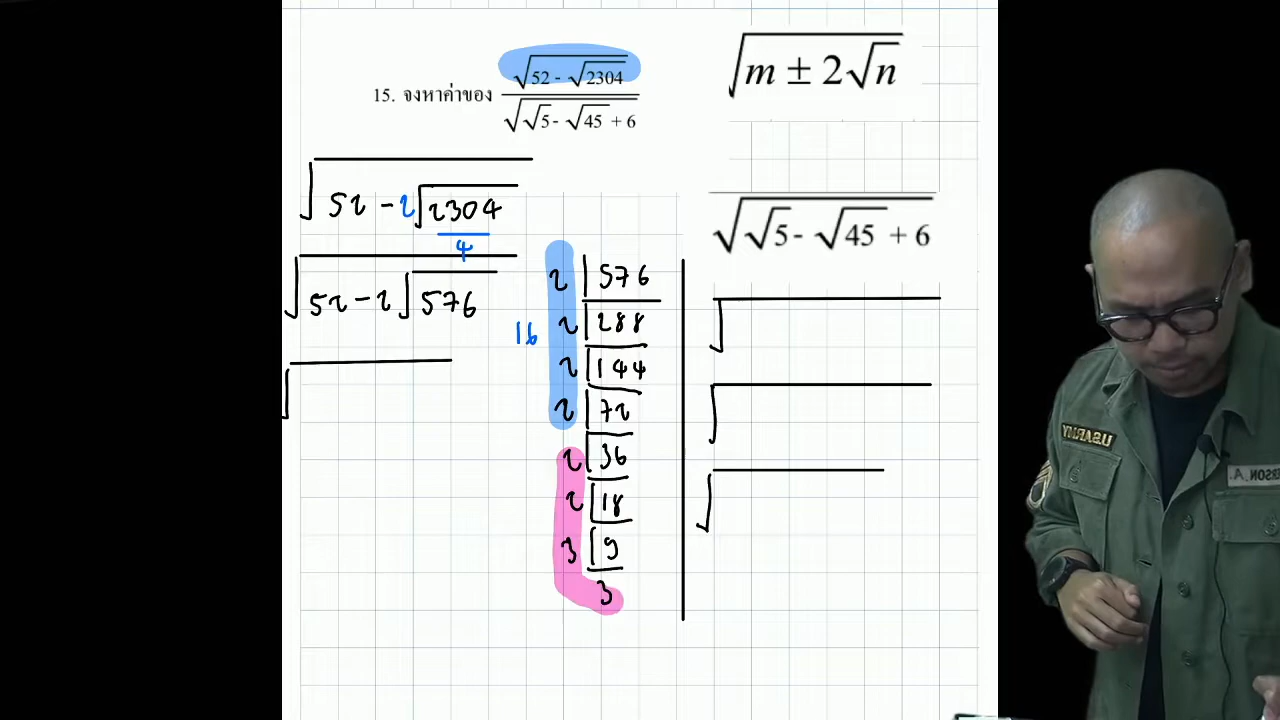 15. จงหาค่าของ √(52 - √2304) / √(√5 - √45 + 6)
√(m ± 2√n)
√(52 - 2√(2304/4))
√(52 - 2√576)
√
16
2 | 576
2 | 288
2 | 144
2 | 72
2 | 36
2 | 18
3 | 9
3
√(√5 - √45 + 6)
√
√
√
U.S. ARMY
ERSON. A.